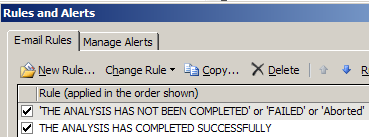 Rules and Alerts
E-mail Rules Manage Alerts
New Rule... Change Rule Copy... Delete R
Rule (applied in the order shown)
'THE ANALYSIS HAS NOT BEEN COMPLETED' or 'FAILED' or 'Aborted'
THE ANALYSIS HAS COMPLETED SUCCESSFULLY